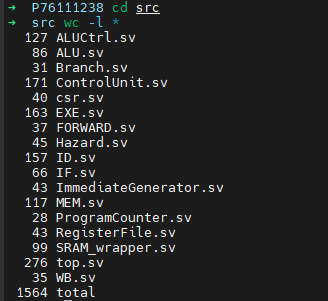 ➜  P76111238 cd src
➜  src wc -l *
127 ALUCtrl.sv
86 ALU.sv
31 Branch.sv
171 ControlUnit.sv
40 csr.sv
163 EXE.sv
37 FORWARD.sv
45 Hazard.sv
157 ID.sv
66 IF.sv
43 ImmediateGenerator.sv
117 MEM.sv
28 ProgramCounter.sv
43 RegisterFile.sv
99 SRAM_wrapper.sv
276 top.sv
35 WB.sv
1564 total